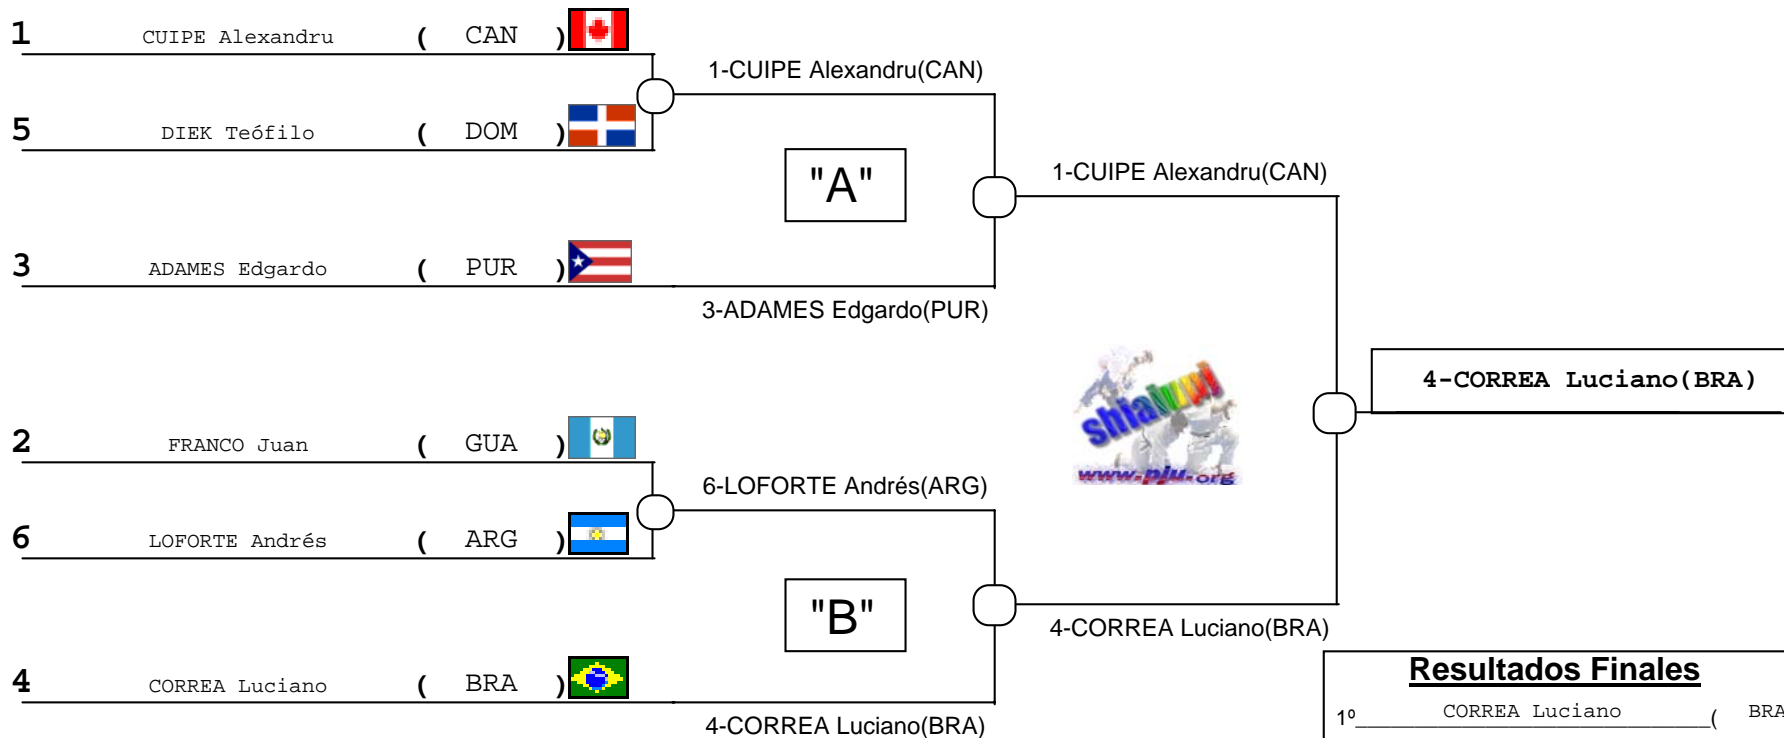 1 CUIPE Alexandru ( CAN )
1-CUIPE Alexandru(CAN)
5 DIEK Teófilo ( DOM )
"A"
1-CUIPE Alexandru(CAN)
3 ADAMES Edgardo ( PUR )
3-ADAMES Edgardo(PUR)
shiai
www.pju.org
4-CORREA Luciano(BRA)
2 FRANCO Juan ( GUA )
6-LOFORTE Andrés(ARG)
6 LOFORTE Andrés ( ARG )
"B"
4-CORREA Luciano(BRA)
4 CORREA Luciano ( BRA )
4-CORREA Luciano(BRA)
Resultados Finales
1º CORREA Luciano ( BRA